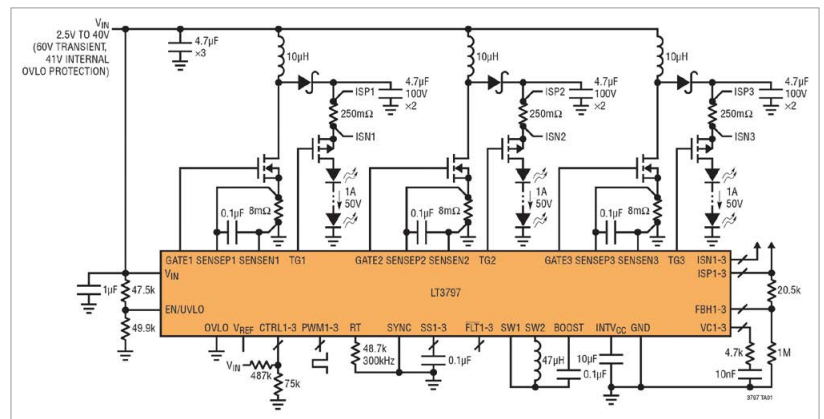 VIN
2.5V TO 40V
(60V TRANSIENT,
41V INTERNAL
OVLO PROTECTION)
4.7µF
×3
10µH
ISP1
4.7µF
100V
×2
250mΩ
ISN1
1A
50V
0.1µF
8mΩ
10µH
ISP2
4.7µF
100V
×2
250mΩ
ISN2
1A
50V
0.1µF
8mΩ
10µH
ISP3
4.7µF
100V
×2
250mΩ
ISN3
1A
50V
0.1µF
8mΩ
GATE1 SENSEP1 SENSEN1 TG1 GATE2 SENSEP2 SENSEN2 TG2 GATE3 SENSEP3 SENSEN3 TG3 ISN1-3
VIN
ISP1-3
1µF
47.5k
LT3797
20.5k
EN/UVLO
FBH1-3
49.9k
OVLO VREF CTRL1-3 PWM1-3 RT SYNC SS1-3 FLT1-3 SW1 SW2 BOOST INTVCC GND VC1-3
VIN
487k
75k
48.7k
300kHz
0.1µF
47µH
0.1µF
10µF
4.7k
10nF
1M
3797 TA01